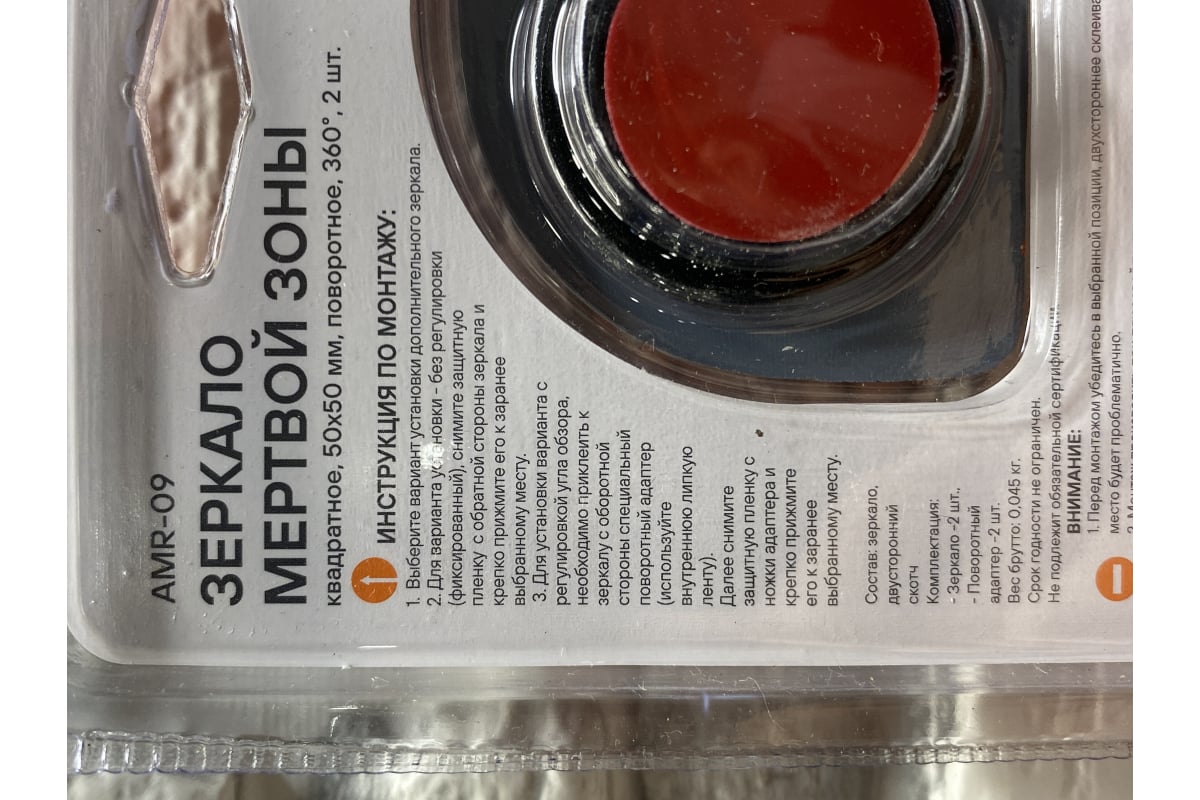 AMR-09
ЗЕРКАЛО
МЕРТВОЙ ЗОНЫ
квадратное, 50х50 мм, поворотное, 360°, 2 шт.
ИНСТРУКЦИЯ ПО МОНТАЖУ:
1. Выберите вариант установки дополнительного зеркала.
2. Для варианта установки - без регулировки
(фиксированный), снимите защитную
пленку с обратной стороны зеркала и
крепко прижмите его к заранее
выбранному месту.
3. Для установки варианта с
регулировкой угла обзора,
необходимо приклеить к
зеркалу с оборотной
стороны специальный
поворотный адаптер
(используйте
внутреннюю липкую
ленту).
Далее снимите
защитную пленку с
ножки адаптера и
крепко прижмите
его к заранее
выбранному месту.
Состав: зеркало,
двусторонний
скотч
Комплектация:
- Зеркало -2 шт.,
- Поворотный
адаптер -2 шт.
Вес брутто: 0,045 кг.
Срок годности не ограничен.
Не подлежит обязательной сертификации.
ВНИМАНИЕ:
1. Перед монтажом убедитесь в выбранной позиции, двухстороннее
место будет проблематично.